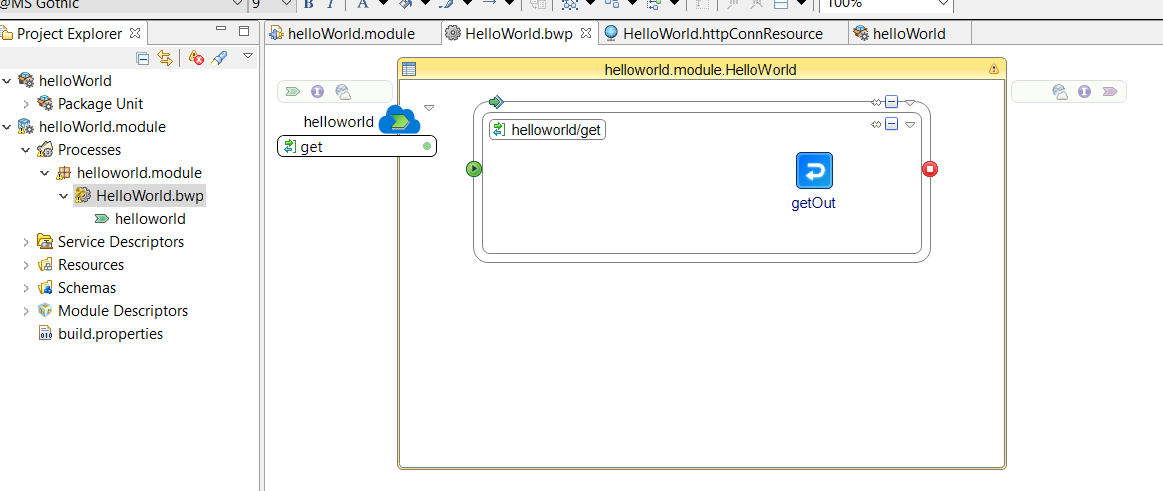 @MS Gothic 9 B I A 100%
Project Explorer
helloWorld.module HelloWorld.bwp HelloWorld.httpConnResource helloWorld
helloWorld
Package Unit
helloWorld.module
Processes
helloworld.module
HelloWorld.bwp
helloworld
Service Descriptors
Resources
Schemas
Module Descriptors
build.properties
helloworld.module.HelloWorld
helloworld
get
helloworld/get
getOut